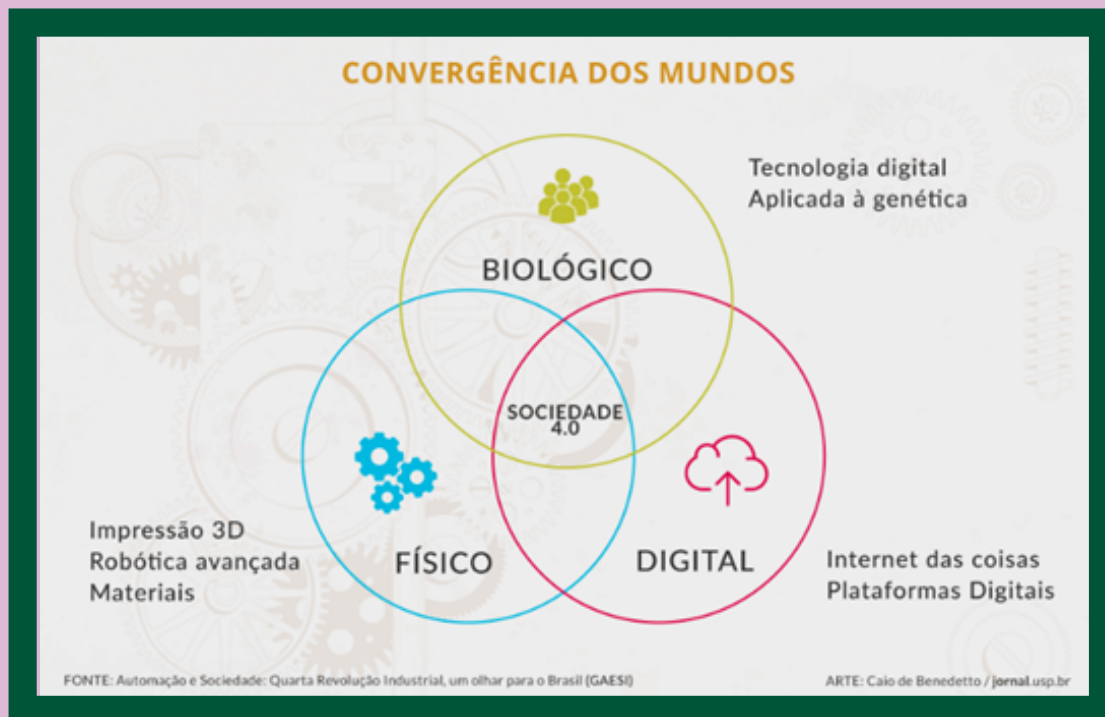 CONVERGÊNCIA DOS MUNDOS
Tecnologia digital
Aplicada à genética
BIOLÓGICO
SOCIEDADE
4.0
Impressão 3D
Robótica avançada
Materiais
FÍSICO
DIGITAL
Internet das coisas
Plataformas Digitais
FONTE: Automação e Sociedade: Quarta Revolução Industrial, um olhar para o Brasil (GAESI)
ARTE: Caio de Benedetto / jornal.usp.br